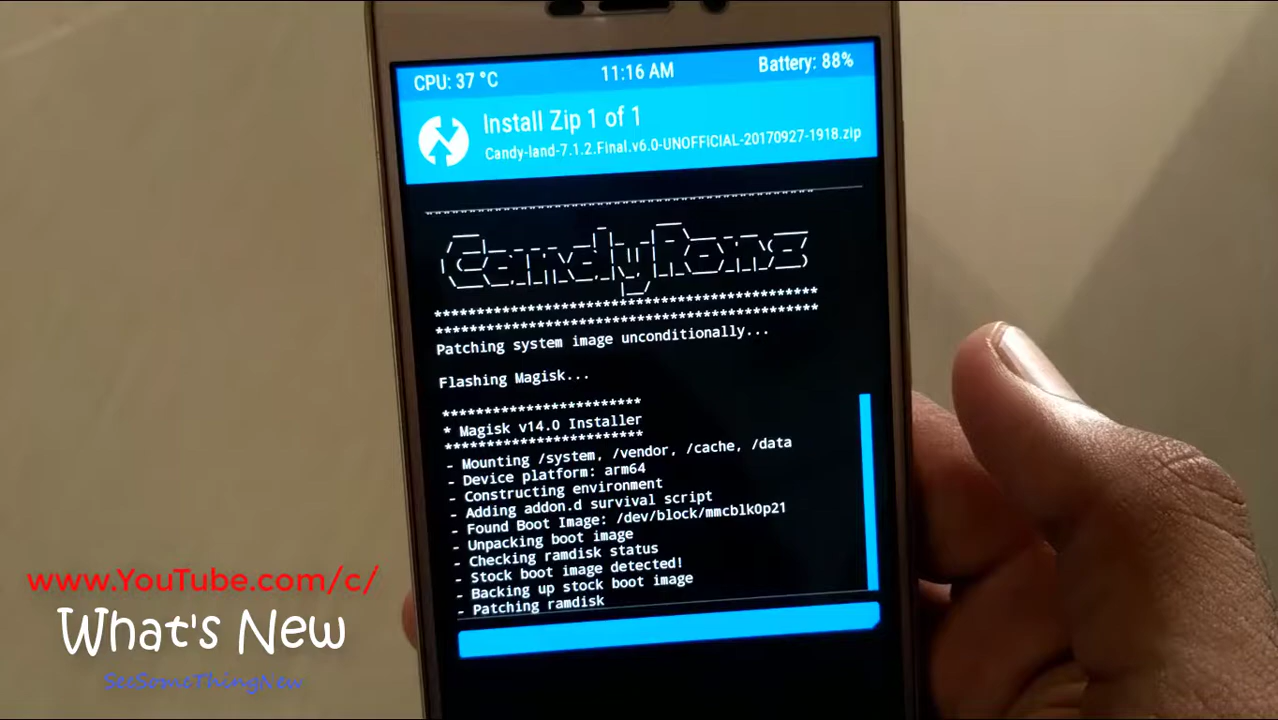 CPU: 37 °C 11:16 AM Battery: 88%
Install Zip 1 of 1
Candy-land-7.1.2.Final.v6.0-UNOFFICIAL-20170927-1918.zip
CandyRoms
**********************************************
**********************************************
Patching system image unconditionally...
Flashing Magisk...
************************
* Magisk v14.0 Installer
************************
- Mounting /system, /vendor, /cache, /data
- Device platform: arm64
- Constructing environment
- Adding addon.d survival script
- Found Boot Image: /dev/block/mmcblk0p21
- Unpacking boot image
- Checking ramdisk status
- Stock boot image detected!
- Backing up stock boot image
- Patching ramdisk
www.YouTube.com/c/
What's New
SeeSomeThingNew